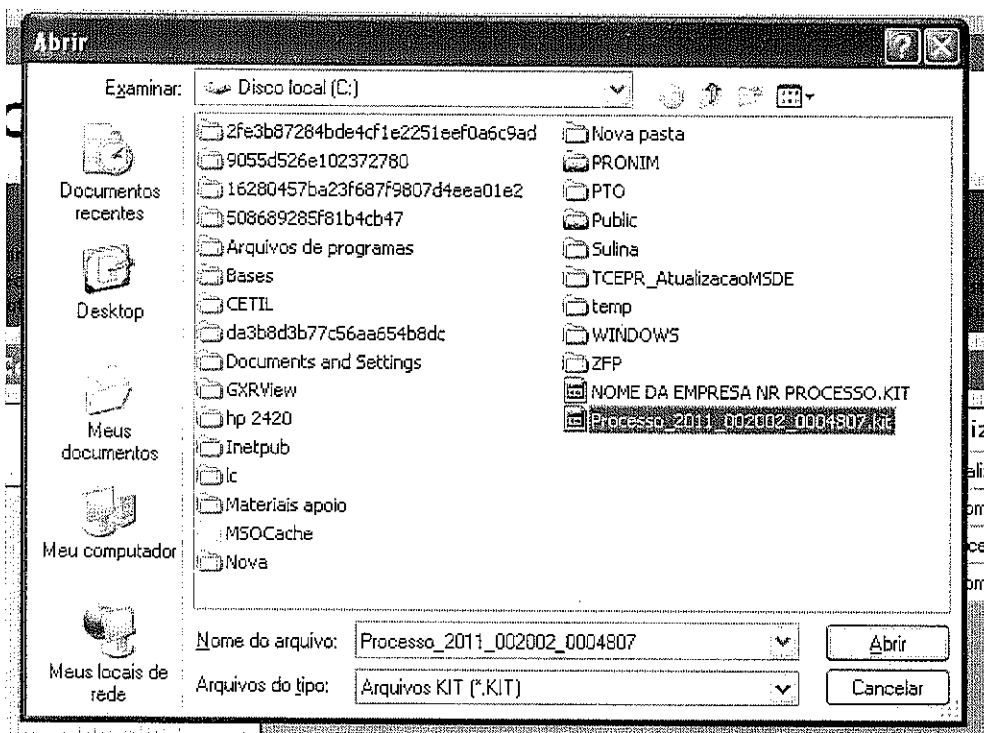 Abrir
Examinar: Disco local (C:)
Documentos
recentes
Desktop
Meus
documentos
Meu computador
Meus locais de
rede
2fe3b87284bde4cf1e2251eef0a6c9ad
9055d526e102372780
16280457ba23f687f9807d4eea01e2
508689285f81b4cb47
Arquivos de programas
Bases
CETIL
da3b8d3b77c56aa654b8dc
Documents and Settings
GXRView
hp 2420
Inetpub
lc
Materiais apoio
MSOCache
Nova
Nova pasta
PRONIM
PTO
Public
Sulina
TCEPR_AtualizacaoMSDE
temp
WINDOWS
ZFP
NOME DA EMPRESA NR PROCESSO.KIT
Processo_2011_002002_0004807.kit
Nome do arquivo: Processo_2011_002002_0004807
Abrir
Arquivos do tipo: Arquivos KIT (*.KIT)
Cancelar